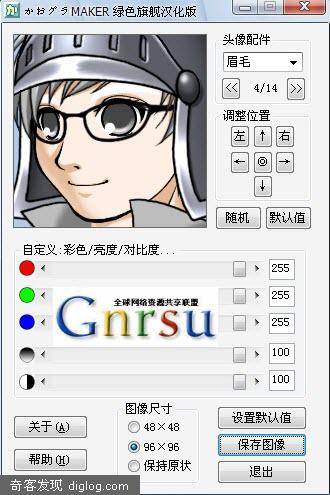 かおグラMAKER 绿色旗舰汉化版
头像配件
眉毛
<< 4/14 >>
调整位置
左 ↑ 右
← ◎ →
↓
随机 默认值
自定义:彩色/亮度/对比度...
255
255
255
100
100
全球网络资源共享联盟
Gnrsu
图像尺寸
48×48
96×96
保持原状
关于(A)
帮助(H)
设置默认值
保存图像
退出
奇客发现 diglog.com